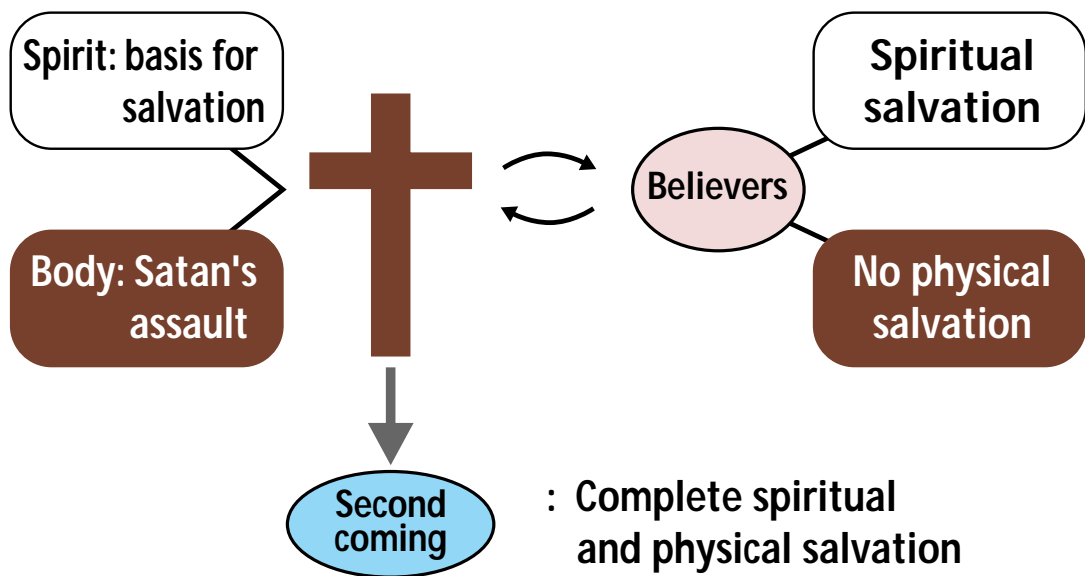 Spirit: basis for
salvation
Body: Satan's
assault
Believers
Spiritual
salvation
No physical
salvation
Second
coming
: Complete spiritual
and physical salvation